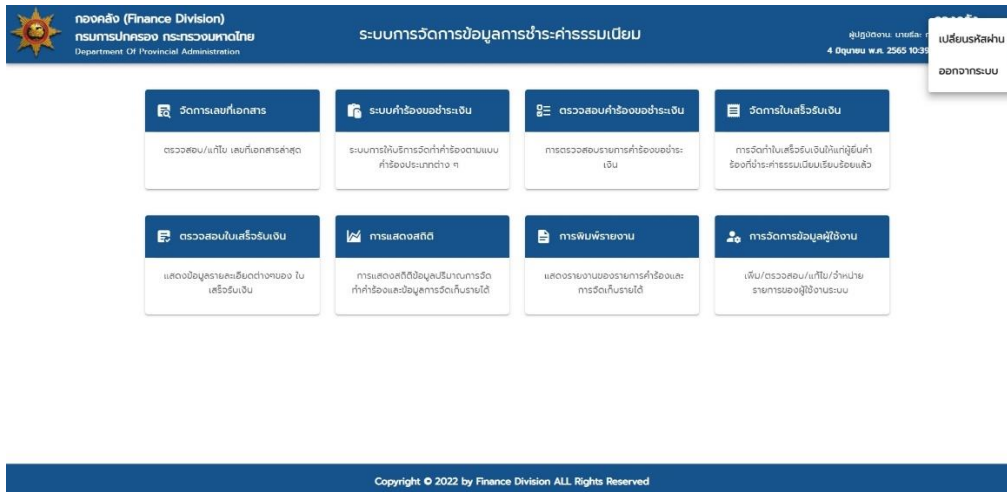 กองคลัง (Finance Division)
กรมการปกครอง กระทรวงมหาดไทย
Department Of Provincial Administration
ระบบการจัดการข้อมูลการชำระค่าธรรมเนียม
ผู้ปฏิบัติงาน:
4 มิถุนายน พ.ศ. 2565 10:39
เปลี่ยนรหัสผ่าน
ออกจากระบบ
จัดการเลขที่เอกสาร
ตรวจสอบ/แก้ไข เลขที่เอกสารล่าสุด
ระบบคำร้องขอชำระเงิน
ระบบการให้บริการจัดทำคำร้องตามแบบ
คำร้องประเภทต่าง ๆ
ตรวจสอบคำร้องขอชำระเงิน
การตรวจสอบรายการคำร้องขอชำระ
เงิน
จัดการใบเสร็จรับเงิน
การจัดทำใบเสร็จรับเงินให้แก่ผู้ยื่นคำ
ร้องที่ชำระค่าธรรมเนียมเรียบร้อยแล้ว
ตรวจสอบใบเสร็จรับเงิน
แสดงข้อมูลรายละเอียดต่างๆของ ใบ
เสร็จรับเงิน
การแสดงสถิติ
การแสดงสถิติข้อมูลปริมาณการจัด
ทำคำร้องและข้อมูลการจัดเก็บรายได้
การพิมพ์รายงาน
แสดงรายงานของรายการคำร้องและ
การจัดเก็บรายได้
การจัดการข้อมูลผู้ใช้งาน
เพิ่ม/ตรวจสอบ/แก้ไข/จำหน่าย
รายการของผู้ใช้งานระบบ
Copyright © 2022 by Finance Division ALL Rights Reserved